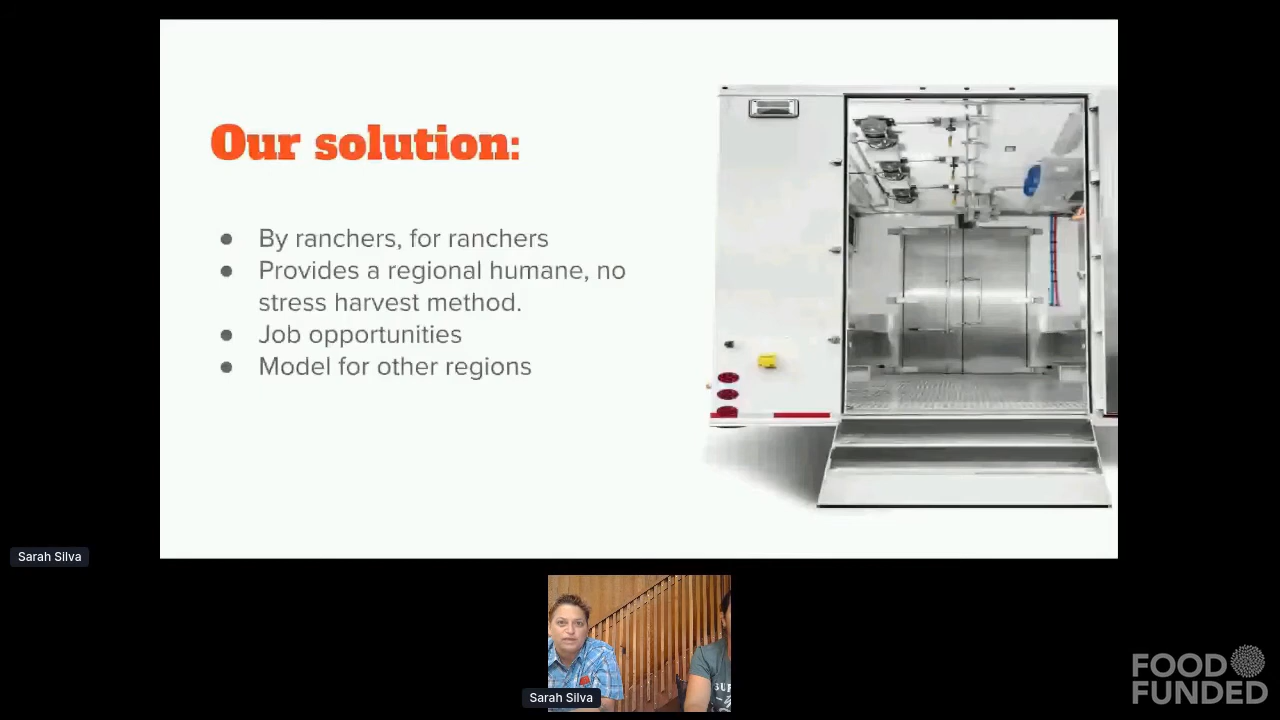 Our solution:
● By ranchers, for ranchers
● Provides a regional humane, no
stress harvest method.
● Job opportunities
● Model for other regions
Sarah Silva
Sarah Silva
FOOD
FUNDED